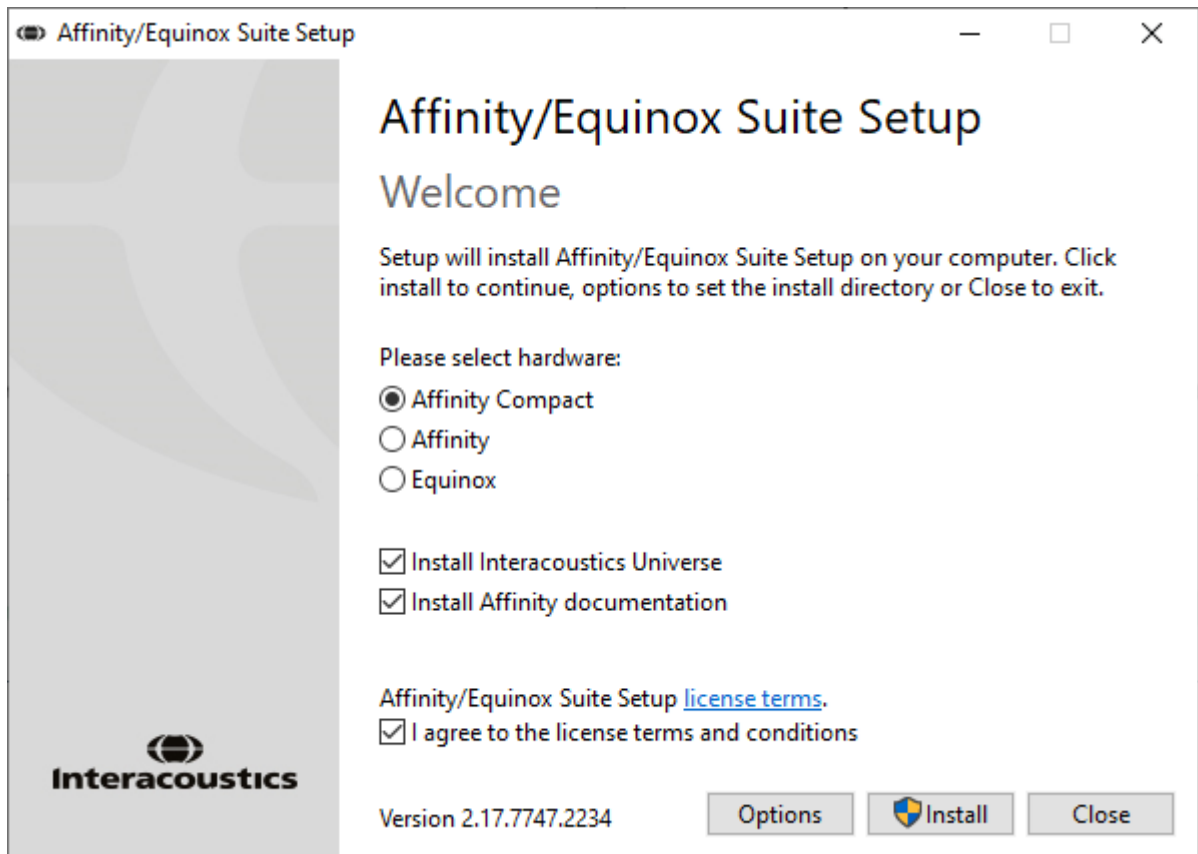 Affinity/Equinox Suite Setup
Affinity/Equinox Suite Setup
Welcome
Setup will install Affinity/Equinox Suite Setup on your computer. Click
install to continue, options to set the install directory or Close to exit.
Please select hardware:
Affinity Compact
Affinity
Equinox
Install Interacoustics Universe
Install Affinity documentation
Affinity/Equinox Suite Setup license terms.
I agree to the license terms and conditions
Interacoustics
Version 2.17.7747.2234
Options
Install
Close